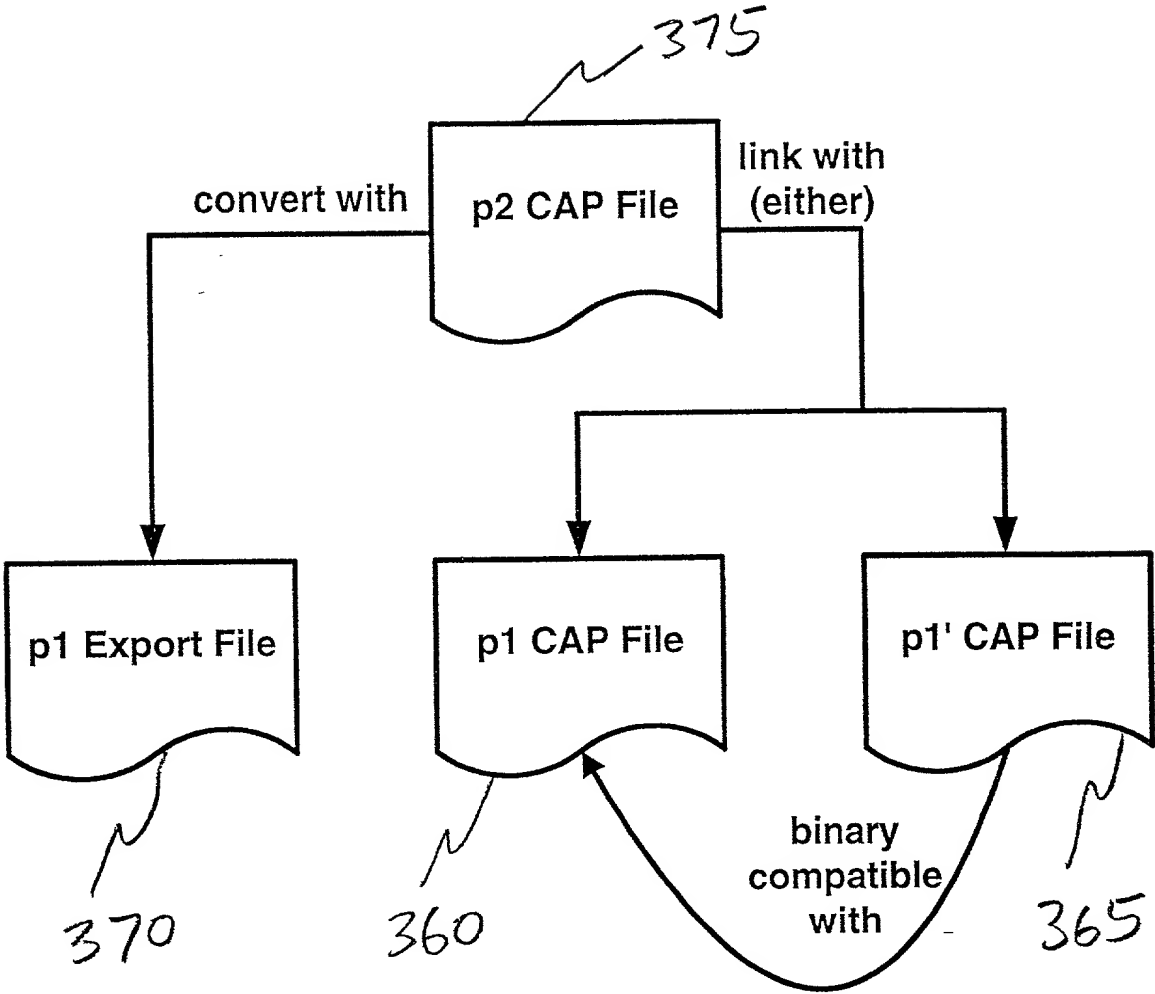 375
link with
(either)
convert with
p2 CAP File
p1 Export File
p1 CAP File
p1' CAP File
binary
compatible
with
370
360
365